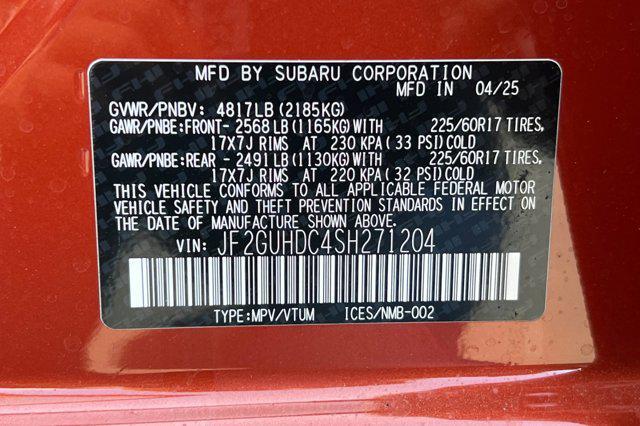 MFD BY SUBARU CORPORATION
MFD IN 04/25
GVWR/PNBV: 4817LB (2185KG)
GAWR/PNBE:FRONT- 2568 LB (1165KG) WITH 225/60R17 TIRES,
17X7J RIMS AT 230 KPA (33 PSI) COLD
GAWR/PNBE:REAR - 2491 LB (1130KG) WITH 225/60R17 TIRES,
17X7J RIMS AT 220 KPA (32 PSI) COLD
THIS VEHICLE CONFORMS TO ALL APPLICABLE FEDERAL MOTOR
VEHICLE SAFETY AND THEFT PREVENTION STANDARDS IN EFFECT ON
THE DATE OF MANUFACTURE SHOWN ABOVE.
VIN: JF2GUHDC4SH271204
TYPE:MPV/VTUM ICES/NMB-002